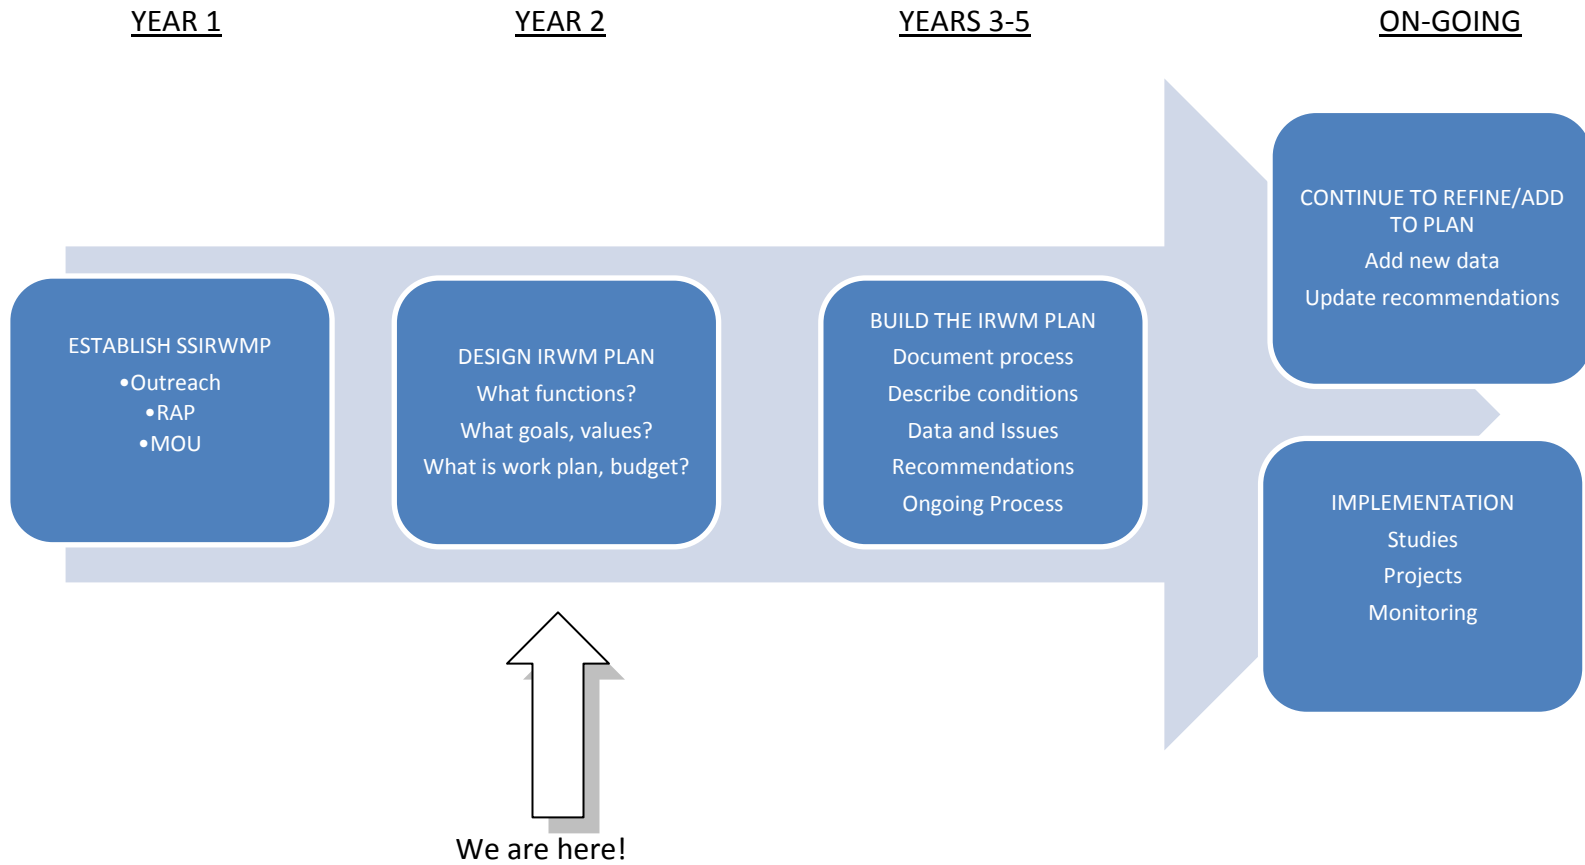 YEAR 1
YEAR 2
YEARS 3-5
ON-GOING
ESTABLISH SSIRWMP
•Outreach
•RAP
•MOU
DESIGN IRWM PLAN
What functions?
What goals, values?
What is work plan, budget?
BUILD THE IRWM PLAN
Document process
Describe conditions
Data and Issues
Recommendations
Ongoing Process
CONTINUE TO REFINE/ADD
TO PLAN
Add new data
Update recommendations
IMPLEMENTATION
Studies
Projects
Monitoring
We are here!